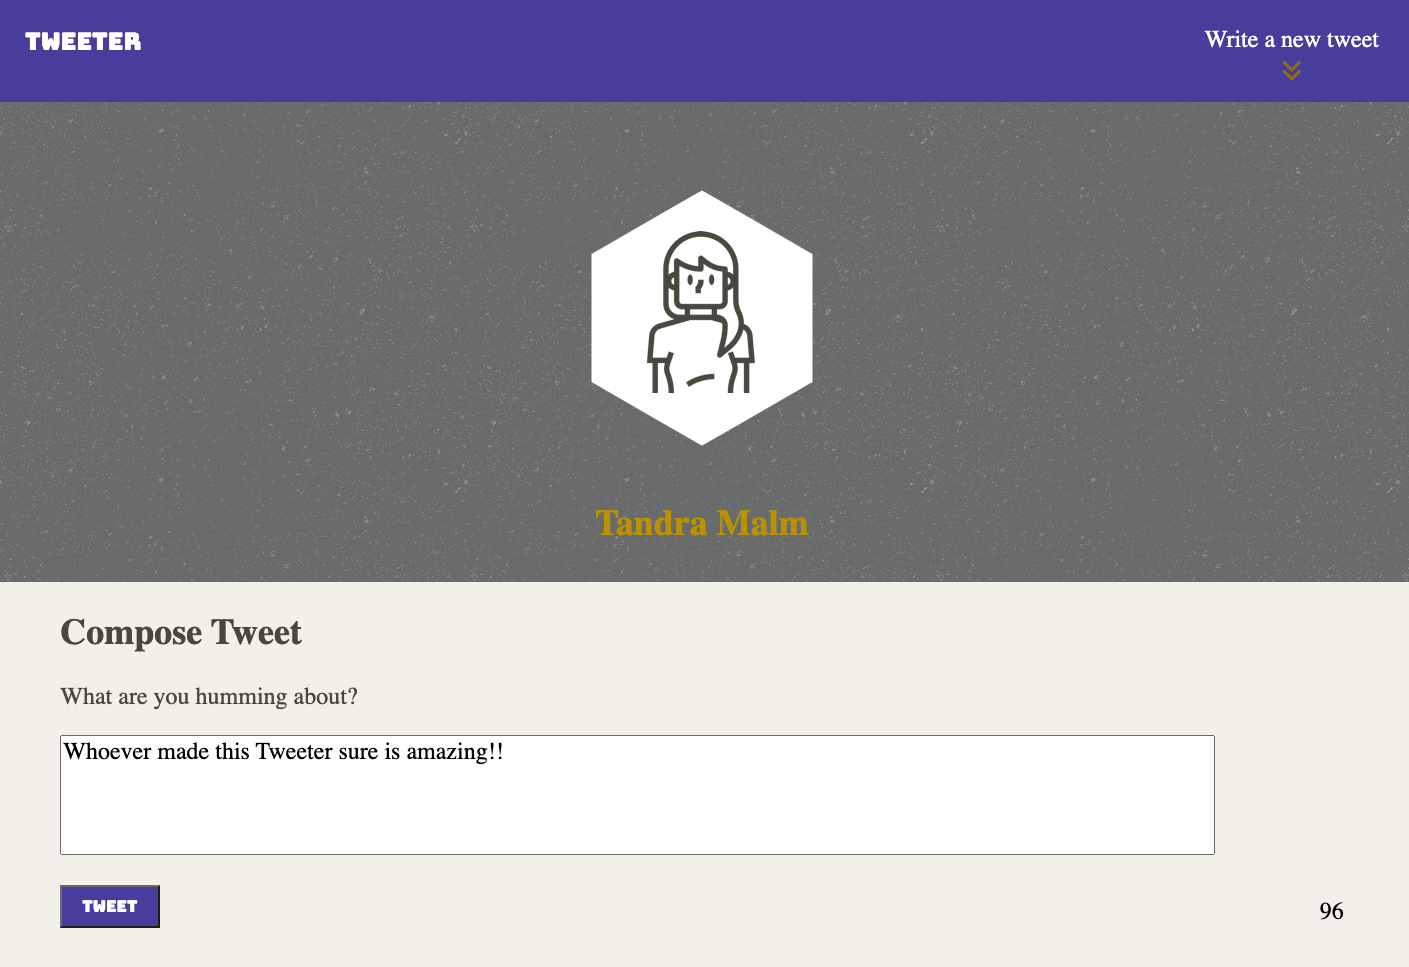 TWEETER
Write a new tweet
Tandra Malm
Compose Tweet
What are you humming about?
Whoever made this Tweeter sure is amazing!!
TWEET
96